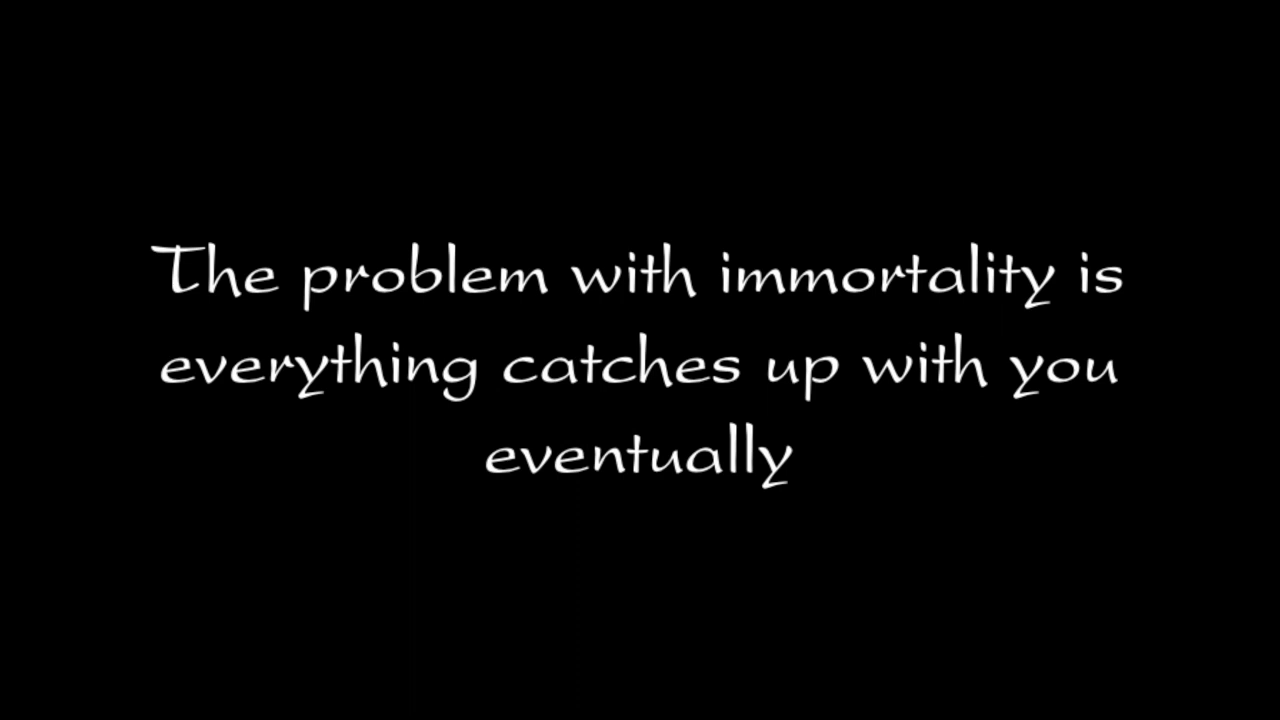 The problem with immortality is
everything catches up with you
eventually